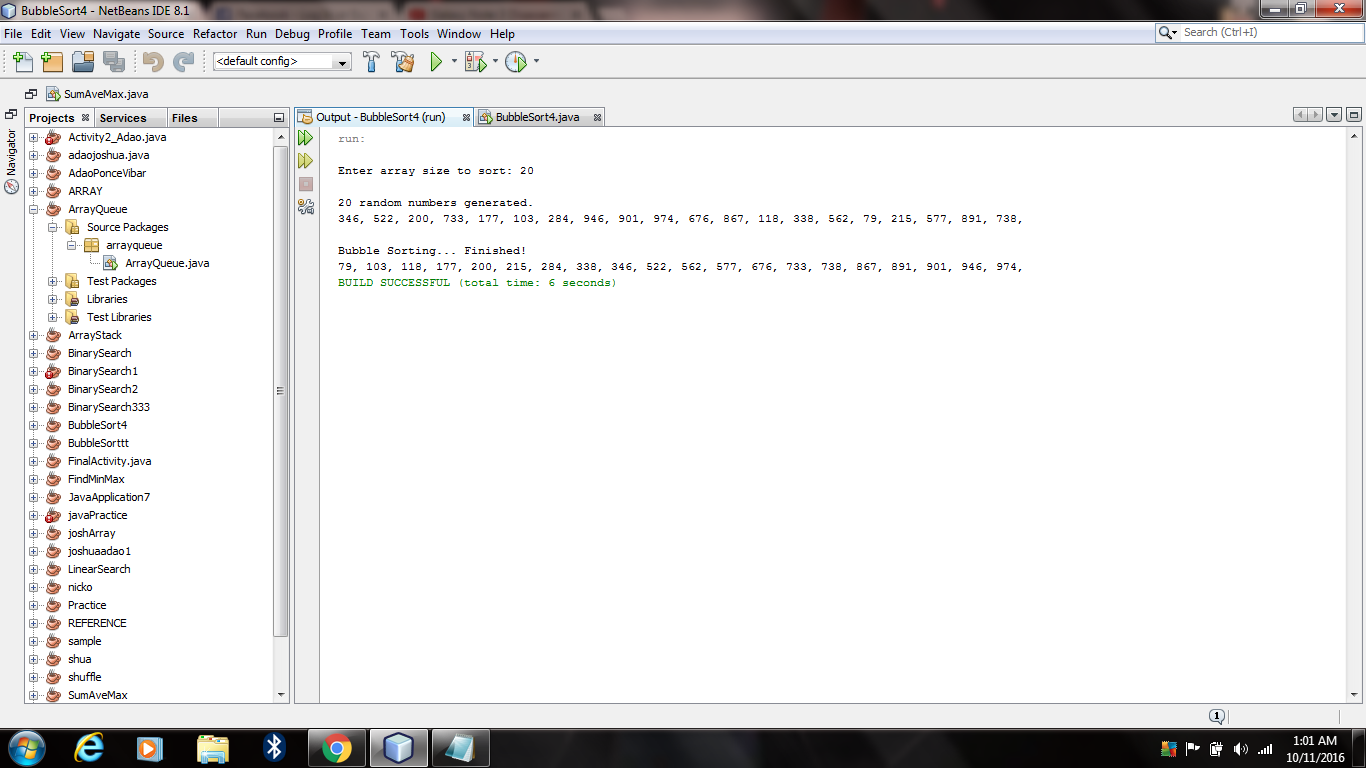 BubbleSort4 - NetBeans IDE 8.1
File Edit View Navigate Source Refactor Run Debug Profile Team Tools Window Help
Search (Ctrl+I)
<default config>
SumAveMax.java
Projects Services Files
Output - BubbleSort4 (run) BubbleSort4.java
Navigator
Activity2_Adao.java
adaojoshua.java
AdaoPonceVibar
ARRAY
ArrayQueue
Source Packages
arrayqueue
ArrayQueue.java
Test Packages
Libraries
Test Libraries
ArrayStack
BinarySearch
BinarySearch1
BinarySearch2
BinarySearch333
BubbleSort4
BubbleSorttt
FinalActivity.java
FindMinMax
JavaApplication7
javaPractice
joshArray
joshuaadao1
LinearSearch
nicko
Practice
REFERENCE
sample
shua
shuffle
SumAveMax
run:
Enter array size to sort: 20
20 random numbers generated.
346, 522, 200, 733, 177, 103, 284, 946, 901, 974, 676, 867, 118, 338, 562, 79, 215, 577, 891, 738,
Bubble Sorting... Finished!
79, 103, 118, 177, 200, 215, 284, 338, 346, 522, 562, 577, 676, 733, 738, 867, 891, 901, 946, 974,
BUILD SUCCESSFUL (total time: 6 seconds)
1
1:01 AM
10/11/2016